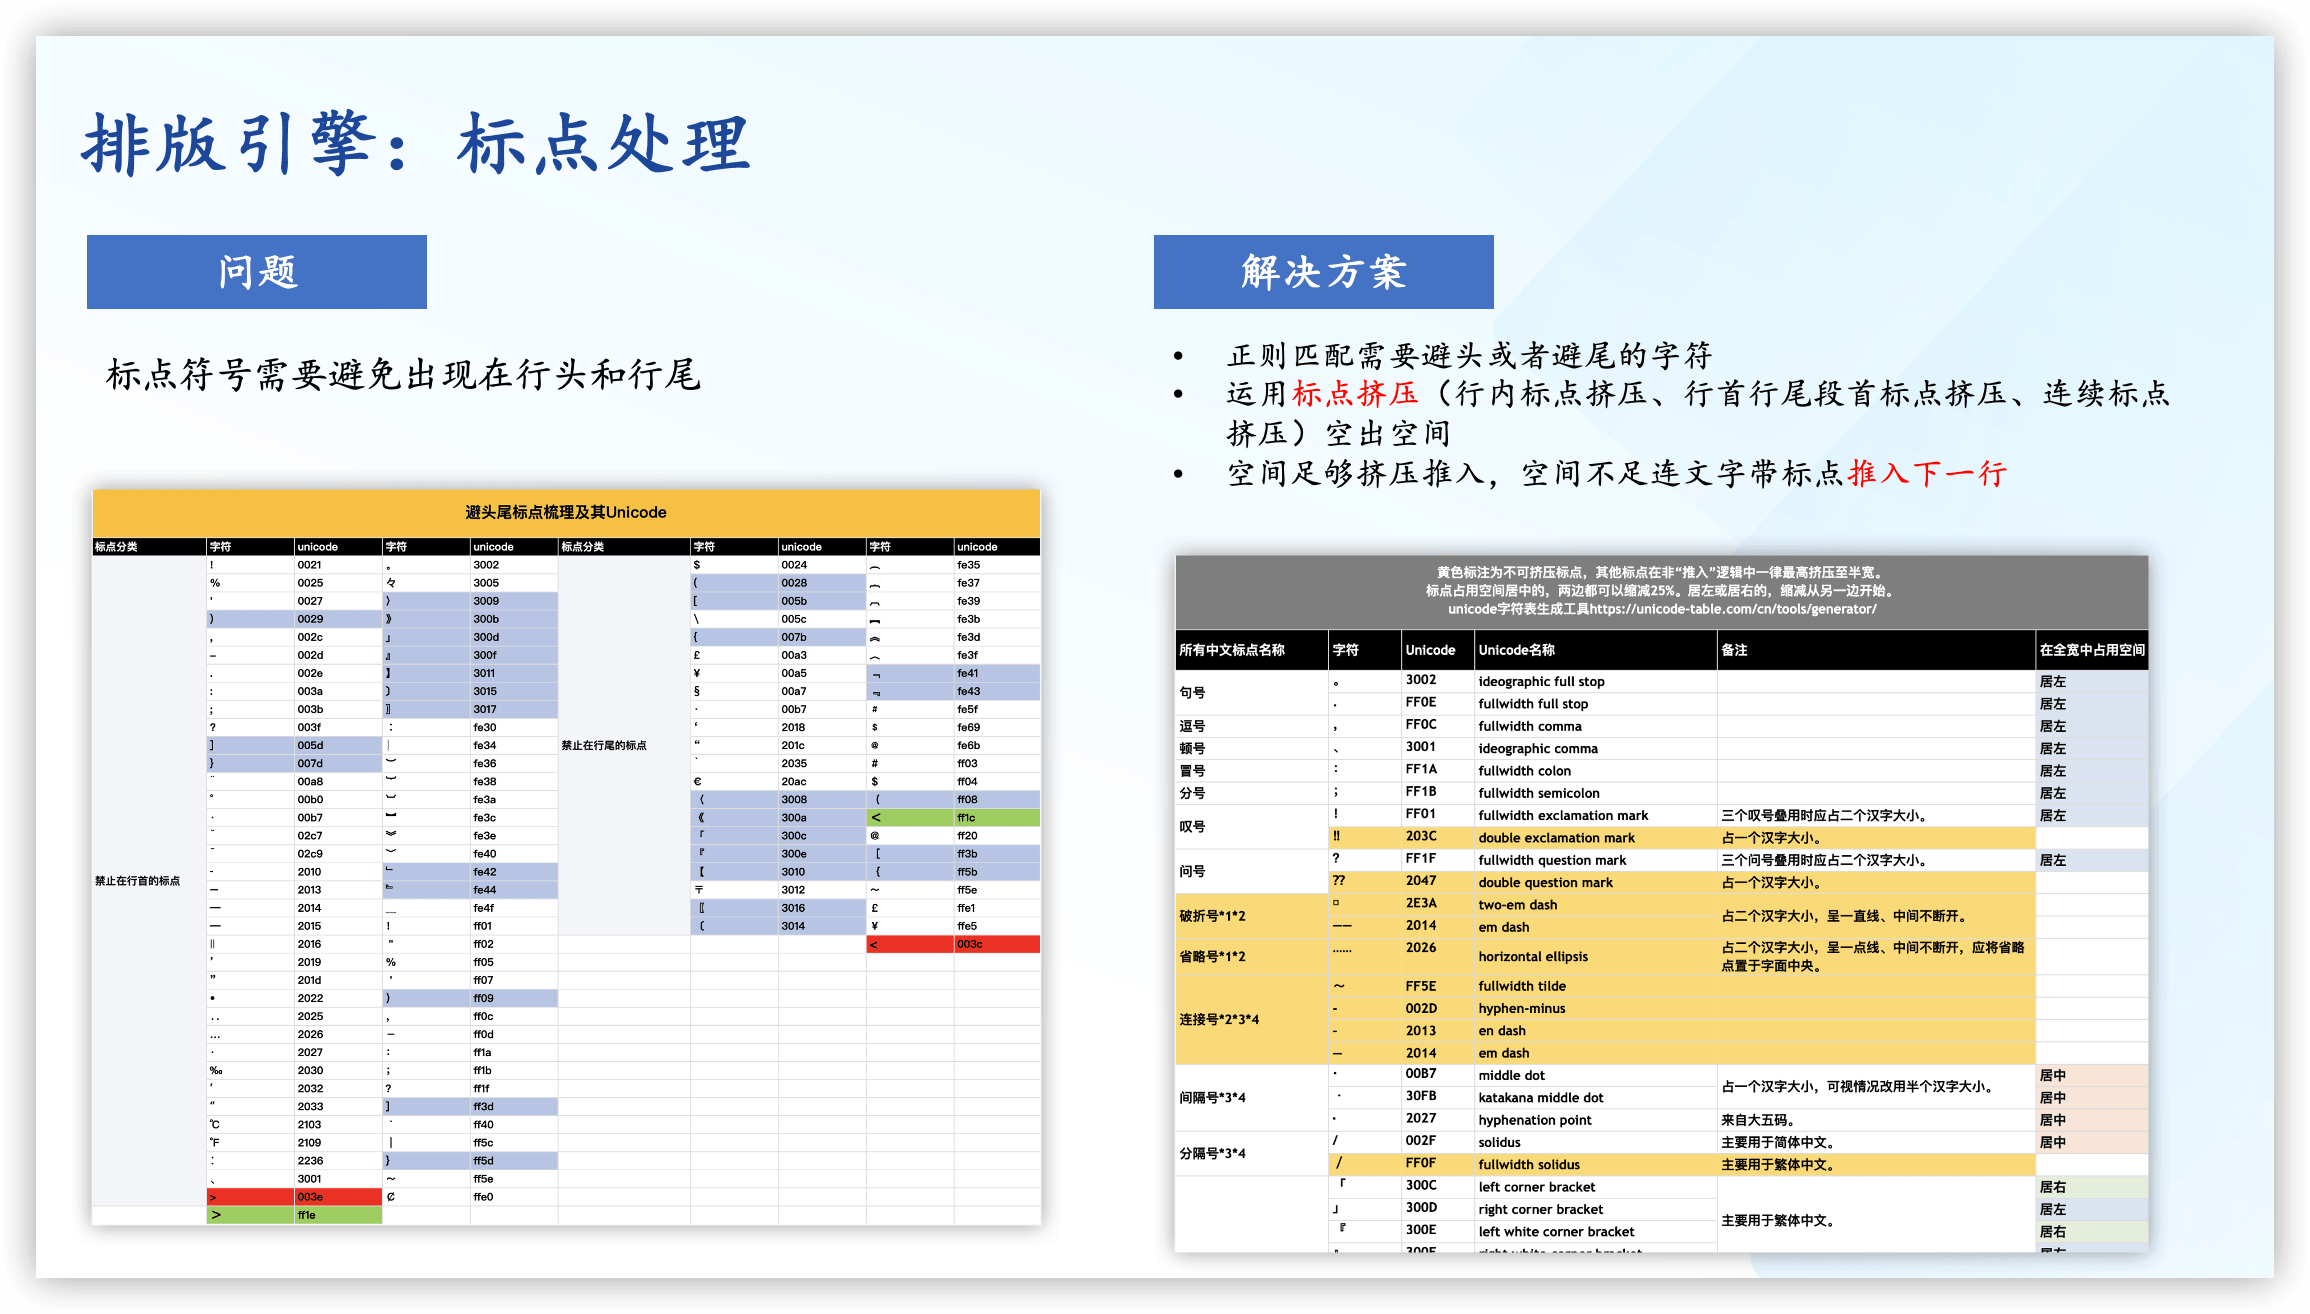 排版引擎：标点处理
问题
标点符号需要避免出现在行头和行尾
避头尾标点梳理及其Unicode
标点分类 字符 unicode 字符 unicode 标点分类 字符 unicode 字符 unicode
! 0021 。 3002 $ 0024 ︵ fe35
% 0025 々 3005 ( 0028 ︷ fe37
' 0027 〉 3009 [ 005b ︹ fe39
) 0029 》 300b \ 005c ︻ fe3b
, 002c 」 300d { 007b ︽ fe3d
- 002d 』 300f £ 00a3 ︿ fe3f
. 002e 】 3011 ¥ 00a5 ﹁ fe41
: 003a 〕 3015 § 00a7 ﹃ fe43
; 003b 〗 3017 · 00b7 ﹟ fe5f
? 003f ︰ fe30 ‘ 2018 ﹩ fe69
] 005d ︴ fe34 禁止在行尾的标点 “ 201c ﹫ fe6b
} 007d ︶ fe36 ‵ 2035 ＃ ff03
¨ 00a8 ︸ fe38 € 20ac ＄ ff04
° 00b0 ︺ fe3a 〈 3008 （ ff08
· 00b7 ︼ fe3c 《 300a ＜ ff1c
ˇ 02c7 ︾ fe3e 「 300c ＠ ff20
ˉ 02c9 ﹀ fe40 『 300e ［ ff3b
禁止在行首的标点 ‐ 2010 ﹂ fe42 【 3010 ｛ ff5b
– 2013 ﹄ fe44 〒 3012 ～ ff5e
— 2014 ﹏ fe4f 〖 3016 ￡ ffe1
― 2015 ！ ff01 〔 3014 ￥ ffe5
‖ 2016 ＂ ff02 < 003c
’ 2019 ％ ff05
” 201d ＇ ff07
• 2022 ） ff09
‥ 2025 ， ff0c
… 2026 － ff0d
‧ 2027 ： ff1a
‰ 2030 ； ff1b
′ 2032 ？ ff1f
″ 2033 ］ ff3d
℃ 2103 ｀ ff40
℉ 2109 | ff5c
∶ 2236 ｝ ff5d
、 3001 ～ ff5e
> 003e ￠ ffe0
＞ ff1e
解决方案
• 正则匹配需要避头或者避尾的字符
• 运用标点挤压（行内标点挤压、行首行尾段首标点挤压、连续标点
挤压）空出空间
• 空间足够挤压推入，空间不足连文字带标点推入下一行
黄色标注为不可挤压标点，其他标点在非“推入”逻辑中一律最高挤压至半宽。
标点占用空间居中的，两边都可以缩减25%。居左或居右的，缩减从另一边开始。
unicode字符表生成工具https://unicode-table.com/cn/tools/generator/
所有中文标点名称 字符 Unicode Unicode名称 备注 在全宽中占用空间
句号 。 3002 ideographic full stop 居左
． FF0E fullwidth full stop 居左
逗号 ， FF0C fullwidth comma 居左
顿号 、 3001 ideographic comma 居左
冒号 ： FF1A fullwidth colon 居左
分号 ； FF1B fullwidth semicolon 居左
叹号 ！ FF01 fullwidth exclamation mark 三个叹号叠用时应占二个汉字大小。 居左
‼ 203C double exclamation mark 占一个汉字大小。
问号 ？ FF1F fullwidth question mark 三个问号叠用时应占二个汉字大小。 居左
⁇ 2047 double question mark 占一个汉字大小。
破折号*1*2 □ 2E3A two-em dash 占二个汉字大小，呈一直线、中间不断开。
—— 2014 em dash
省略号*1*2 …… 2026 horizontal ellipsis 占二个汉字大小，呈一点线、中间不断开，应将省略
点置于字面中央。
连接号*2*3*4 ～ FF5E fullwidth tilde
- 002D hyphen-minus
– 2013 en dash
— 2014 em dash
间隔号*3*4 · 00B7 middle dot 占一个汉字大小，可视情况改用半个汉字大小。 居中
・ 30FB katakana middle dot 居中
‧ 2027 hyphenation point 来自大五码。 居中
分隔号*3*4 / 002F solidus 主要用于简体中文。 居中
／ FF0F fullwidth solidus 主要用于繁体中文。
「 300C left corner bracket 主要用于繁体中文。 居右
」 300D right corner bracket 居左
『 300E left white corner bracket 居右